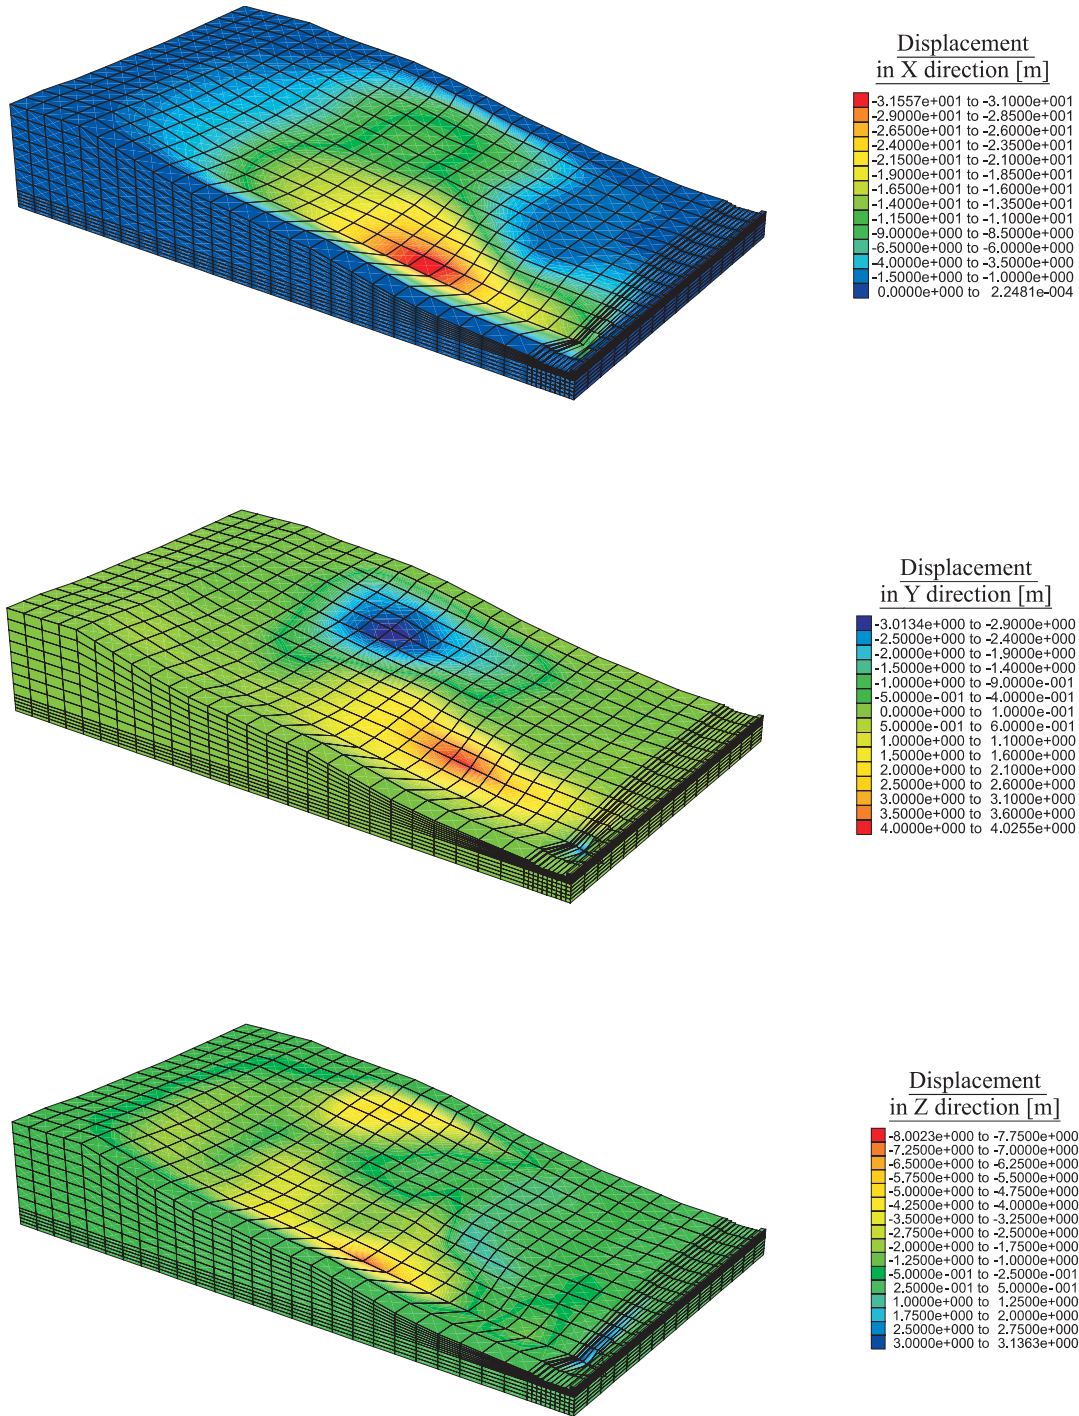 Displacement
in X direction [m]
-3.1557e+001 to -3.1000e+001
-2.9000e+001 to -2.8500e+001
-2.6500e+001 to -2.6000e+001
-2.4000e+001 to -2.3500e+001
-2.1500e+001 to -2.1000e+001
-1.9000e+001 to -1.8500e+001
-1.6500e+001 to -1.6000e+001
-1.4000e+001 to -1.3500e+001
-1.1500e+001 to -1.1000e+001
-9.0000e+000 to -8.5000e+000
-6.5000e+000 to -6.0000e+000
-4.0000e+000 to -3.5000e+000
-1.5000e+000 to -1.0000e+000
0.0000e+000 to 2.2481e-004
Displacement
in Y direction [m]
-3.0134e+000 to -2.9000e+000
-2.5000e+000 to -2.4000e+000
-2.0000e+000 to -1.9000e+000
-1.5000e+000 to -1.4000e+000
-1.0000e+000 to -9.0000e-001
-5.0000e-001 to -4.0000e-001
0.0000e+000 to 1.0000e-001
5.0000e-001 to 6.0000e-001
1.0000e+000 to 1.1000e+000
1.5000e+000 to 1.6000e+000
2.0000e+000 to 2.1000e+000
2.5000e+000 to 2.6000e+000
3.0000e+000 to 3.1000e+000
3.5000e+000 to 3.6000e+000
4.0000e+000 to 4.0255e+000
Displacement
in Z direction [m]
-8.0023e+000 to -7.7500e+000
-7.2500e+000 to -7.0000e+000
-6.5000e+000 to -6.2500e+000
-5.7500e+000 to -5.5000e+000
-5.0000e+000 to -4.7500e+000
-4.2500e+000 to -4.0000e+000
-3.5000e+000 to -3.2500e+000
-2.7500e+000 to -2.5000e+000
-2.0000e+000 to -1.7500e+000
-1.2500e+000 to -1.0000e+000
-5.0000e-001 to -2.5000e-001
2.5000e-001 to 5.0000e-001
1.0000e+000 to 1.2500e+000
1.7500e+000 to 2.0000e+000
2.5000e+000 to 2.7500e+000
3.0000e+000 to 3.1363e+000